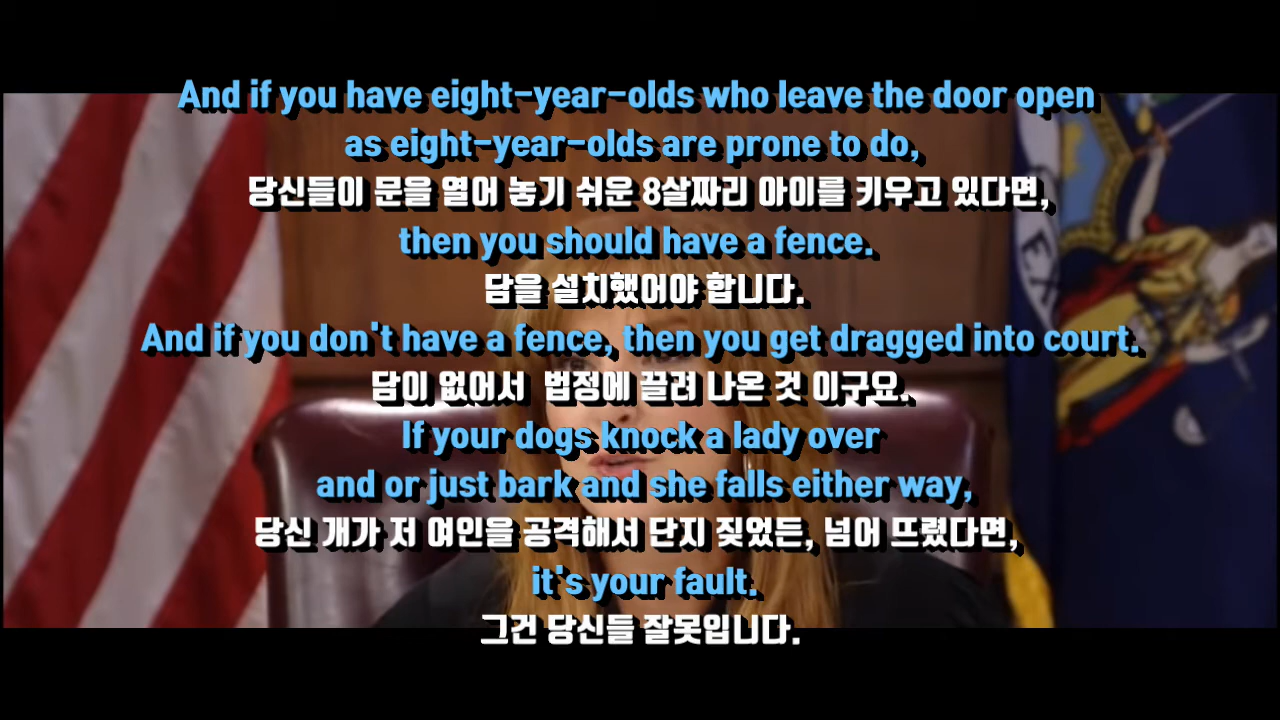 And if you have eight-year-olds who leave the door open
as eight-year-olds are prone to do,
당신들이 문을 열어 놓기 쉬운 8살짜리 아이를 키우고 있다면,
then you should have a fence.
담을 설치했어야 합니다.
And if you don't have a fence, then you get dragged into court.
담이 없어서 법정에 끌려 나온 것 이구요.
If your dogs knock a lady over
and or just bark and she falls either way,
당신 개가 저 여인을 공격해서 단지 짖었든, 넘어 뜨렸다면,
it's your fault.
그건 당신들 잘못입니다.
EX